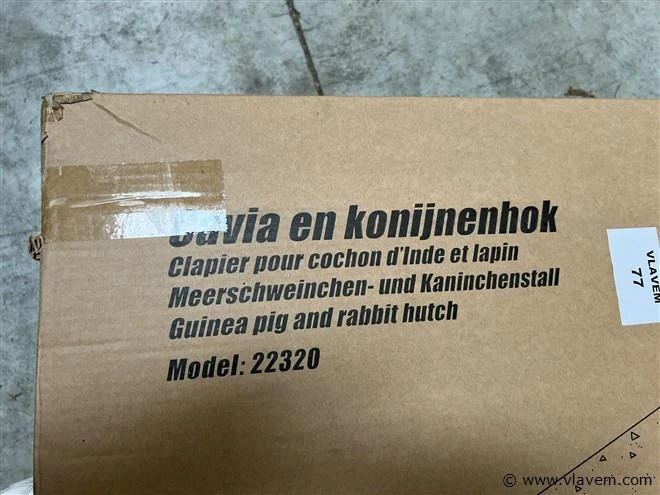 Cavia en konijnenhok
Clapier pour cochon d'Inde et lapin
Meerschweinchen- und Kaninchenstall
Guinea pig and rabbit hutch
Model: 22320
VLAVEM
77
© www.vlavem.com